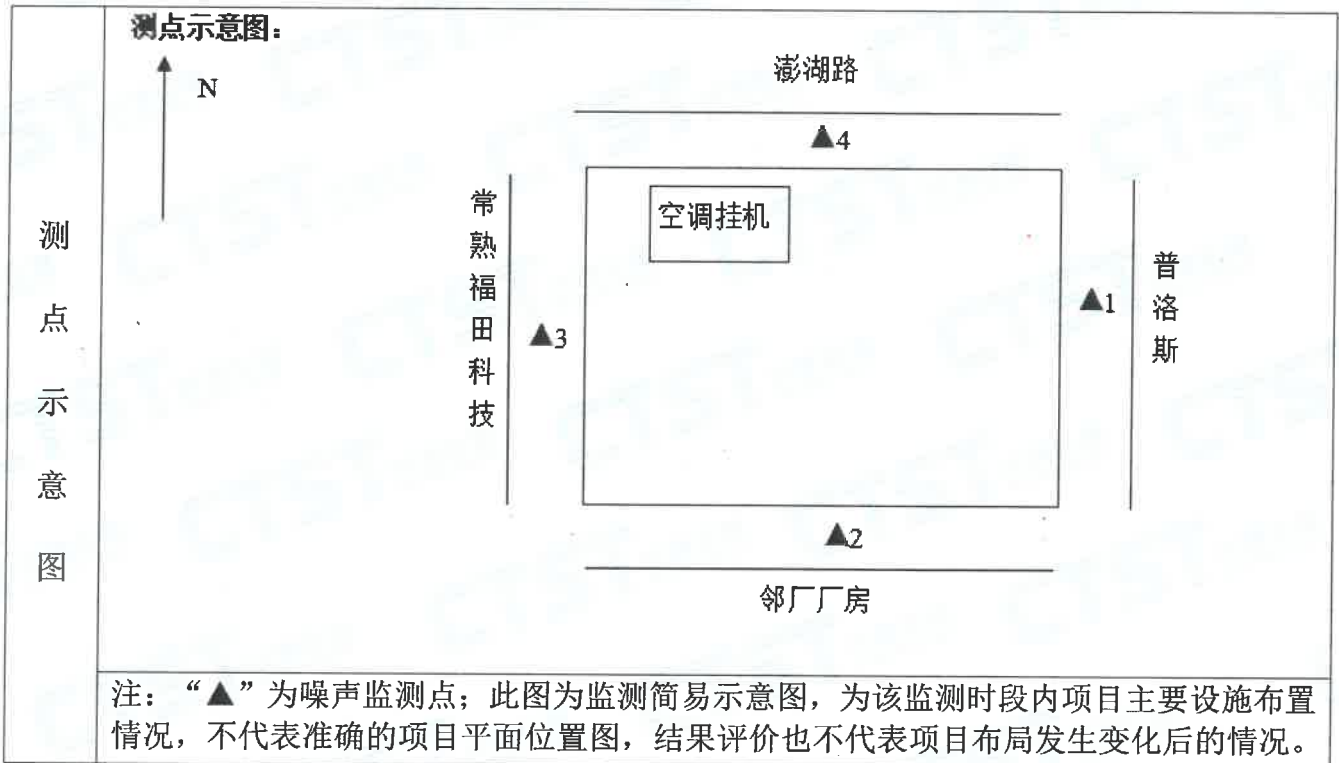 测点示意图
测点示意图：
N
澎湖路
▲4
空调挂机
常熟福田科技
▲3
▲1
普洛斯
▲2
邻厂厂房
注：“▲”为噪声监测点；此图为监测简易示意图，为该监测时段内项目主要设施布置
情况，不代表准确的项目平面位置图，结果评价也不代表项目布局发生变化后的情况。